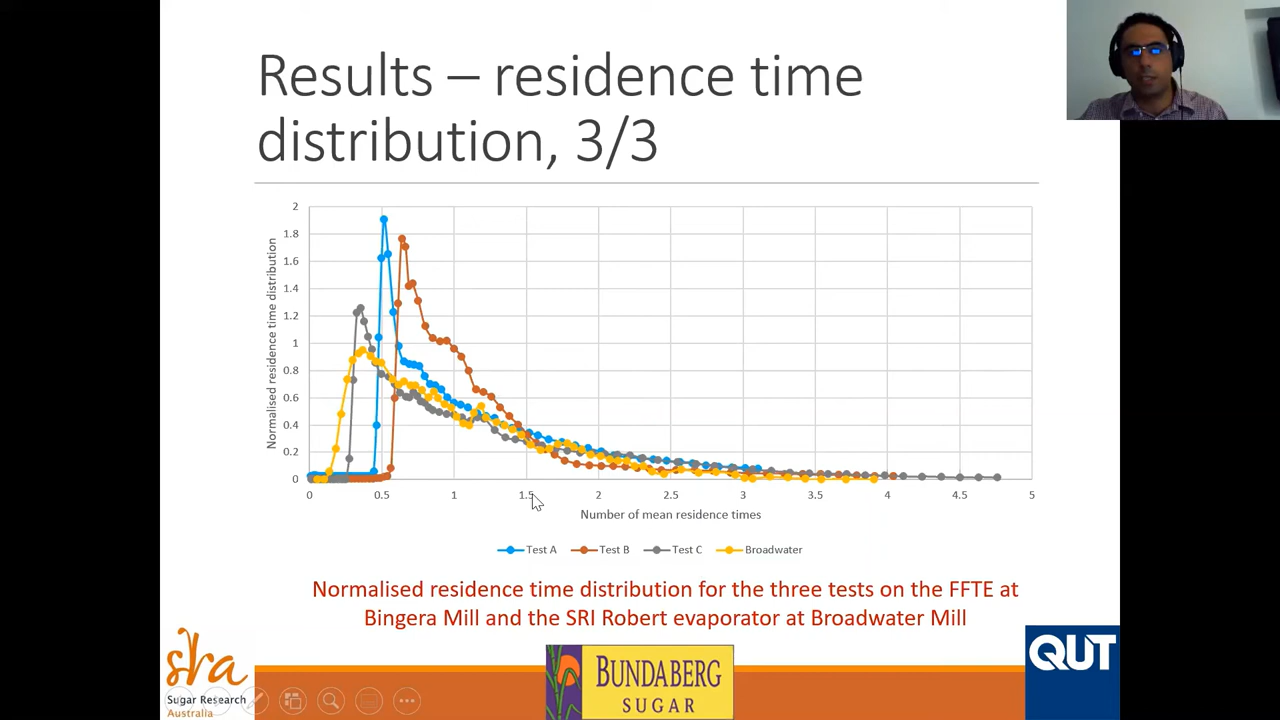 Results – residence time
distribution, 3/3
Normalised residence time distribution
2
1.8
1.6
1.4
1.2
1
0.8
0.6
0.4
0.2
0
0 0.5 1 1.5 2 2.5 3 3.5 4 4.5 5
Number of mean residence times
Test A Test B Test C Broadwater
Normalised residence time distribution for the three tests on the FFTE at
Bingera Mill and the SRI Robert evaporator at Broadwater Mill
sra
Sugar Research
Australia
BUNDABERG
SUGAR
QUT